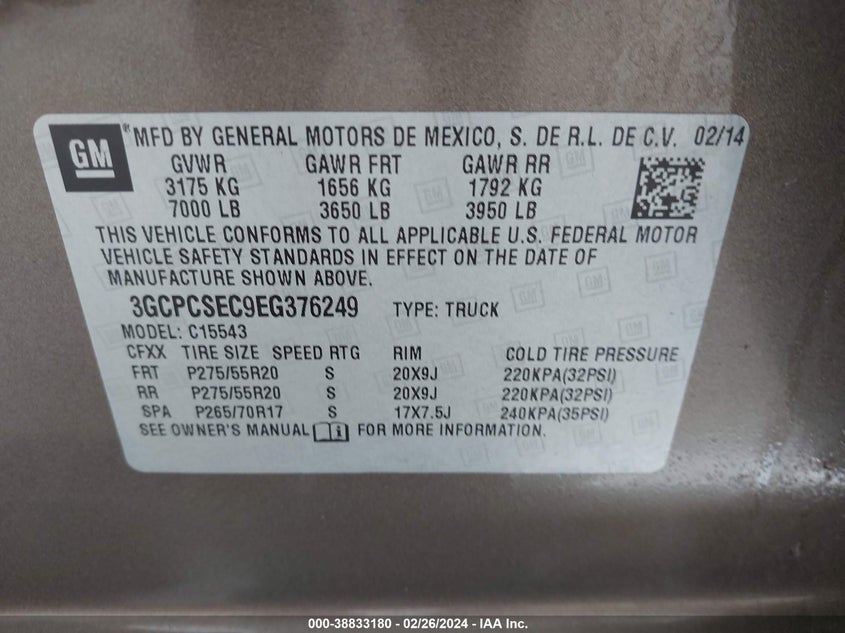 GM® MFD BY GENERAL MOTORS DE MEXICO, S. DE R.L. DE C.V. 02/14
GVWR GAWR FRT GAWR RR
3175 KG 1656 KG 1792 KG
7000 LB 3650 LB 3950 LB
THIS VEHICLE CONFORMS TO ALL APPLICABLE U.S. FEDERAL MOTOR
VEHICLE SAFETY STANDARDS IN EFFECT ON THE DATE OF
MANUFACTURE SHOWN ABOVE.
3GCPCSEC9EG376249 TYPE: TRUCK
MODEL: C15543
CFXX TIRE SIZE SPEED RTG RIM COLD TIRE PRESSURE
FRT P275/55R20 S 20X9J 220KPA(32PSI)
RR P275/55R20 S 20X9J 220KPA(32PSI)
SPA P265/70R17 S 17X7.5J 240KPA(35PSI)
SEE OWNER'S MANUAL i FOR MORE INFORMATION.
000-38833180 - 02/26/2024 - IAA Inc.